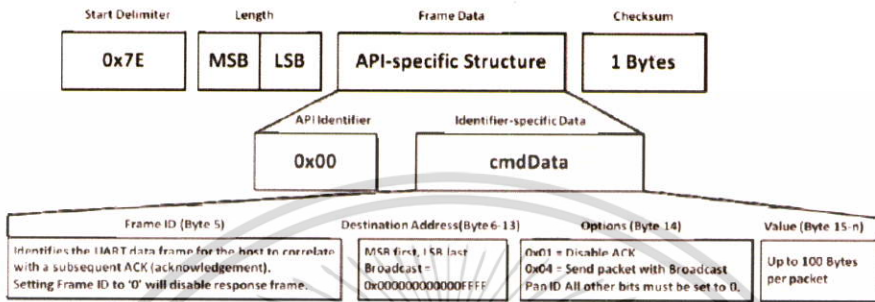 Start Delimiter Length Frame Data Checksum
0x7E MSB LSB API-specific Structure 1 Bytes
API Identifier Identifier-specific Data
0x00 cmdData
Frame ID (Byte 5) Destination Address(Byte 6-13) Options (Byte 14) Value (Byte 15-n)
Identifies the UART data frame for the host to correlate
with a subsequent ACK (acknowledgement).
Setting Frame ID to '0' will disable response frame.
MSB first, LSB last
Broadcast =
0x000000000000FFFF
0x01 = Disable ACK
0x04 = Send packet with Broadcast
Pan ID All other bits must be set to 0.
Up to 100 Bytes
per packet